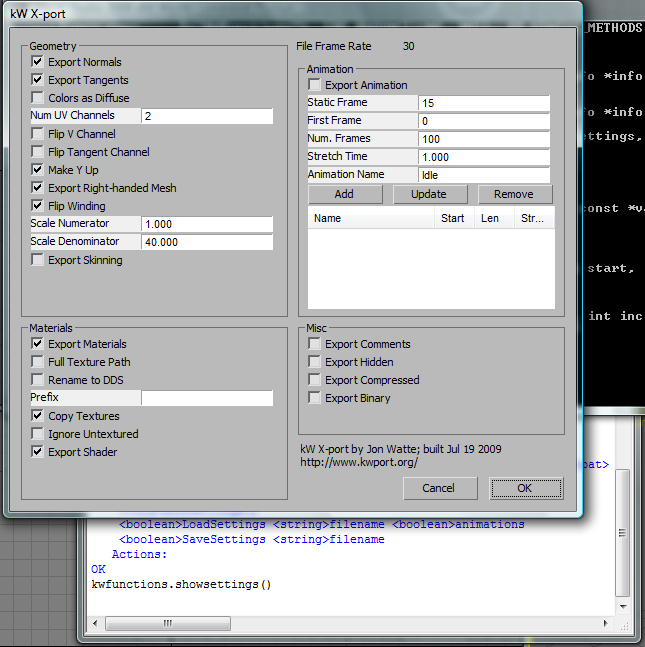 kW X-port
Geometry
Export Normals
Export Tangents
Colors as Diffuse
Num UV Channels 2
Flip V Channel
Flip Tangent Channel
Make Y Up
Export Right-handed Mesh
Flip Winding
Scale Numerator 1.000
Scale Denominator 40.000
Export Skinning
Materials
Export Materials
Full Texture Path
Rename to DDS
Prefix
Copy Textures
Ignore Untextured
Export Shader
File Frame Rate 30
Animation
Export Animation
Static Frame 15
First Frame 0
Num. Frames 100
Stretch Time 1.000
Animation Name Idle
Add Update Remove
Name Start Len Str...
Misc
Export Comments
Export Hidden
Export Compressed
Export Binary
kW X-port by Jon Watte; built Jul 19 2009
http://www.kwport.org/
Cancel OK
_METHODS
fo *info
fo *info
ettings,
const *v
start,
int inc
oat>
<boolean>LoadSettings <string>filename <boolean>animations
<boolean>SaveSettings <string>filename
Actions:
OK
kwfunctions.showsettings()